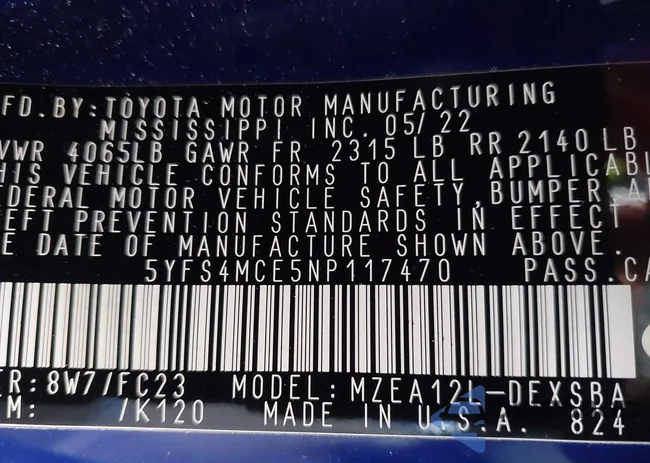 FD.BY:TOYOTA MOTOR MANUFACTURING
MISSISSIPPI INC. 05/22
VWR 4065LB GAWR FR 2315 LB RR 2140 LB
HIS VEHICLE CONFORMS TO ALL APPLICABL
EDERAL MOTOR VEHICLE SAFETY,BUMPER,A
EFT PREVENTION STANDARDS IN EFFECT
E DATE OF MANUFACTURE SHOWN ABOVE.
5YFS4MCE5NP117470 PASS.CA
R:8W7/FC23 MODEL:MZEA12L-DEXSBA
M: /K120 MADE IN U.S.A. 824